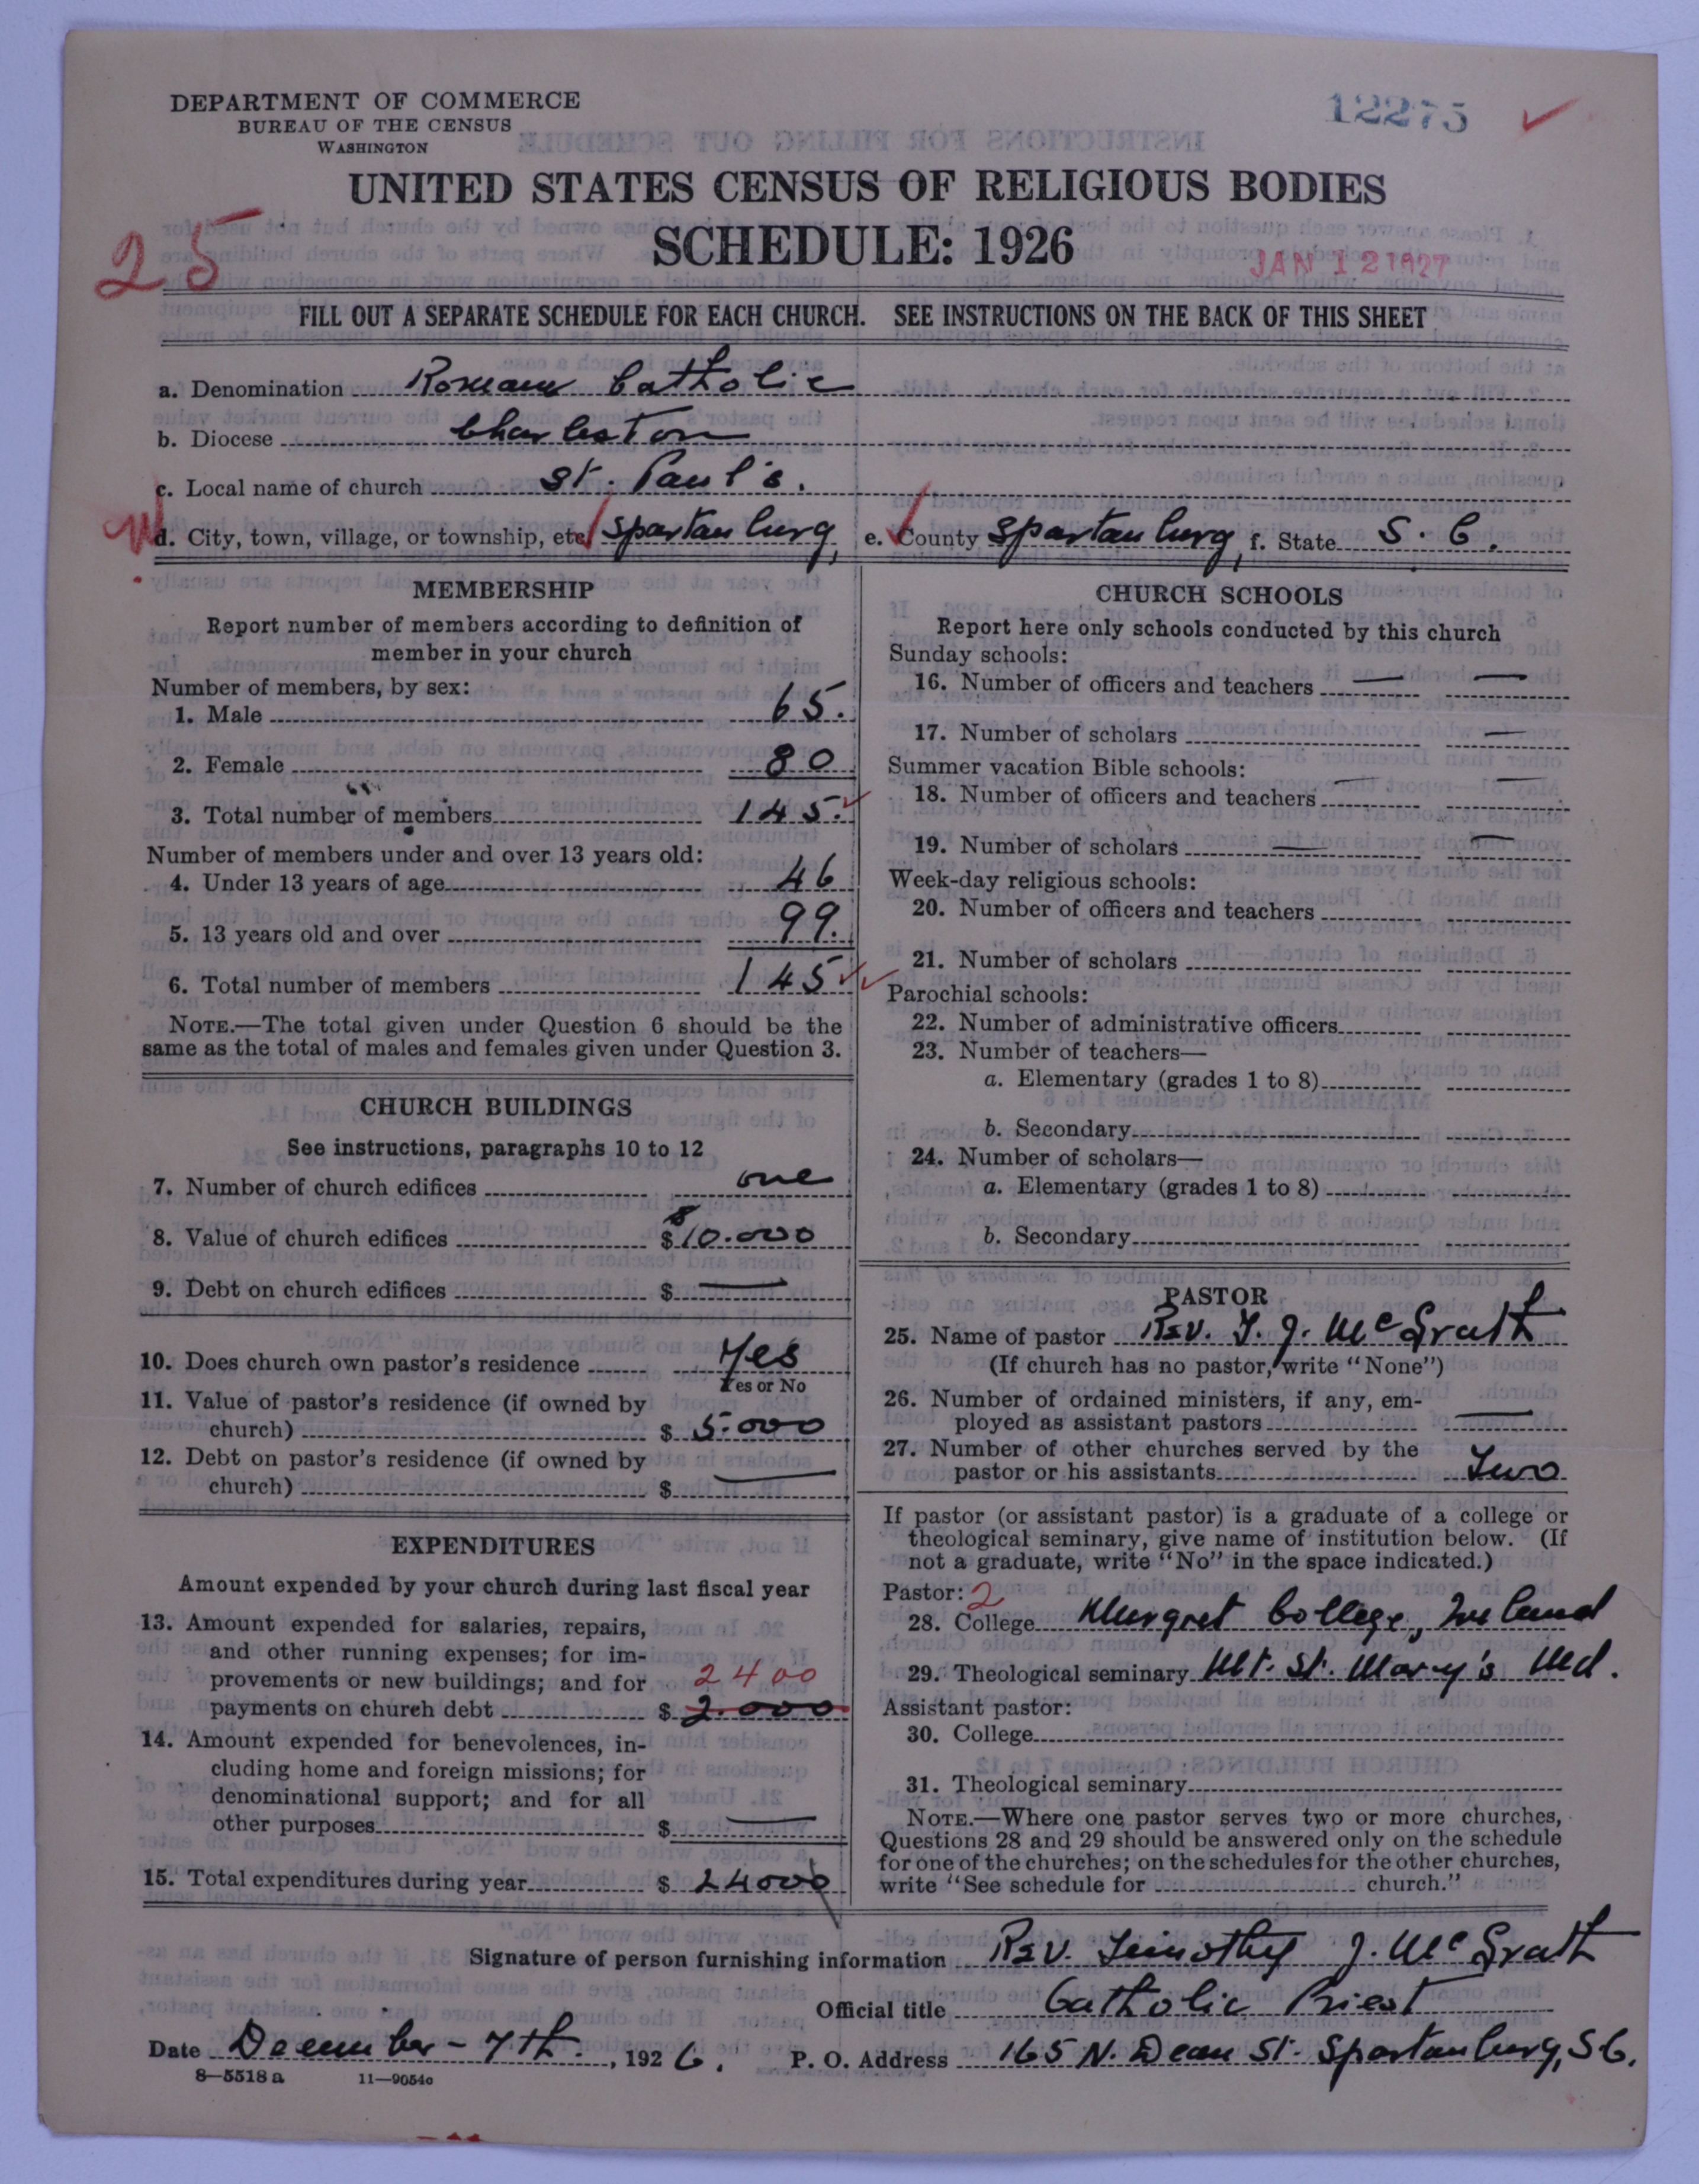 DEPARTMENT OF COMMERCE
BUREAU OF THE CENSUS
WASHINGTON
12275
UNITED STATES CENSUS OF RELIGIOUS BODIES
SCHEDULE: 1926
25
JAN 12 1927
FILL OUT A SEPARATE SCHEDULE FOR EACH CHURCH. SEE INSTRUCTIONS ON THE BACK OF THIS SHEET
a. Denomination Roman Catholic
b. Diocese Charleston
c. Local name of church St. Paul's.
d. City, town, village, or township, etc. Spartanburg, e. County Spartanburg, f. State S. C.
MEMBERSHIP
Report number of members according to definition of
member in your church
Number of members, by sex:
1. Male 65.
2. Female 80
3. Total number of members 145.
Number of members under and over 13 years old:
4. Under 13 years of age 46
5. 13 years old and over 99.
6. Total number of members 145
NOTE.—The total given under Question 6 should be the
same as the total of males and females given under Question 3.
CHURCH BUILDINGS
See instructions, paragraphs 10 to 12
7. Number of church edifices one
8. Value of church edifices $10.000
9. Debt on church edifices $ —
10. Does church own pastor's residence Yes
Yes or No
11. Value of pastor's residence (if owned by
church) $ 5.000
12. Debt on pastor's residence (if owned by
church) $ —
EXPENDITURES
Amount expended by your church during last fiscal year
13. Amount expended for salaries, repairs,
and other running expenses; for im-
provements or new buildings; and for 2400
payments on church debt $ 2.000
14. Amount expended for benevolences, in-
cluding home and foreign missions; for
denominational support; and for all
other purposes $ —
15. Total expenditures during year $ 24000
CHURCH SCHOOLS
Report here only schools conducted by this church
Sunday schools:
16. Number of officers and teachers — —
17. Number of scholars —
Summer vacation Bible schools:
18. Number of officers and teachers — —
19. Number of scholars — —
Week-day religious schools:
20. Number of officers and teachers
21. Number of scholars
Parochial schools:
22. Number of administrative officers
23. Number of teachers—
a. Elementary (grades 1 to 8)
b. Secondary
24. Number of scholars—
a. Elementary (grades 1 to 8)
b. Secondary
PASTOR
25. Name of pastor Rev. T. J. McGrath
(If church has no pastor, write "None")
26. Number of ordained ministers, if any, em-
ployed as assistant pastors —
27. Number of other churches served by the
pastor or his assistants Two
If pastor (or assistant pastor) is a graduate of a college or
theological seminary, give name of institution below. (If
not a graduate, write "No" in the space indicated.)
Pastor: 2
28. College College, Ireland
29. Theological seminary Mt. St. Mary's Md.
Assistant pastor:
30. College
31. Theological seminary
NOTE.—Where one pastor serves two or more churches,
Questions 28 and 29 should be answered only on the schedule
for one of the churches; on the schedules for the other churches,
write "See schedule for church."
Signature of person furnishing information Rev. Timothy J. McGrath
Official title Catholic Priest
Date December - 7th. , 1926. P. O. Address 165 N. Dean St. Spartanburg, S.C.
8—5518 a 11—9054c